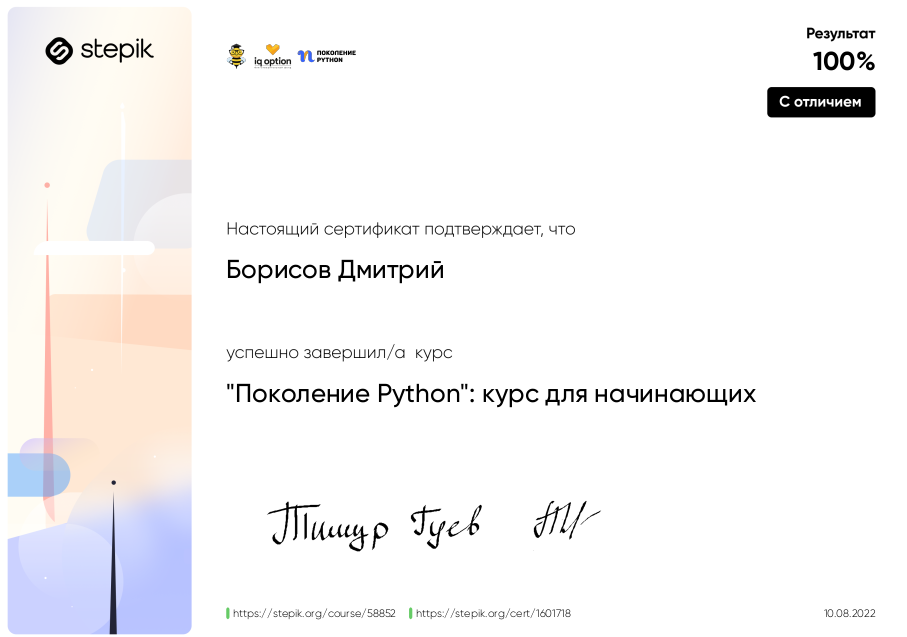 stepik
iq option
ПОКОЛЕНИЕ
PYTHON
Результат
100%
С отличием
Настоящий сертификат подтверждает, что
Борисов Дмитрий
успешно завершил/а курс
"Поколение Python": курс для начинающих
Тимур Гуев
https://stepik.org/course/58852
https://stepik.org/cert/1601718
10.08.2022